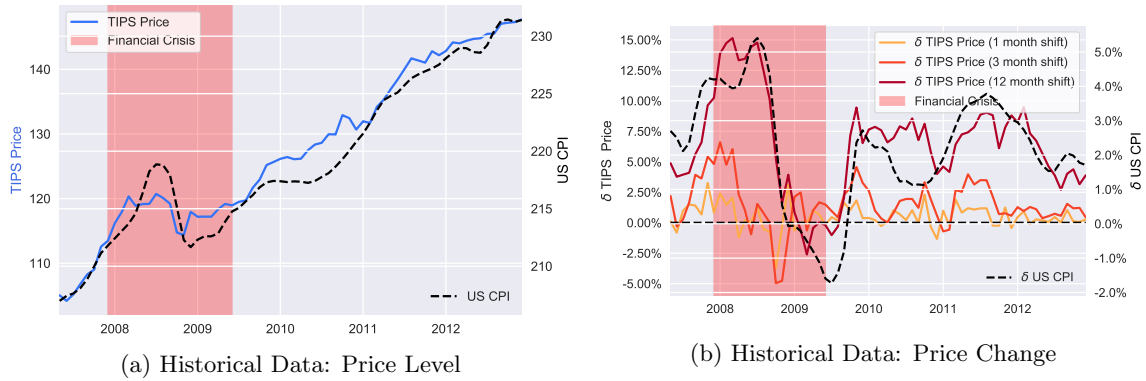 TIPS Price
Financial Crisis
US CPI
140
130
120
110
230
225
220
215
210
2008
2009
2010
2011
2012
TIPS Price
US CPI
(a) Historical Data: Price Level
δ TIPS Price (1 month shift)
δ TIPS Price (3 month shift)
δ TIPS Price (12 month shift)
Financial Crisis
δ US CPI
15.00%
12.50%
10.00%
7.50%
5.00%
2.50%
0.00%
-2.50%
-5.00%
5.0%
4.0%
3.0%
2.0%
1.0%
0.0%
-1.0%
-2.0%
2008
2009
2010
2011
2012
δ TIPS Price
δ US CPI
(b) Historical Data: Price Change